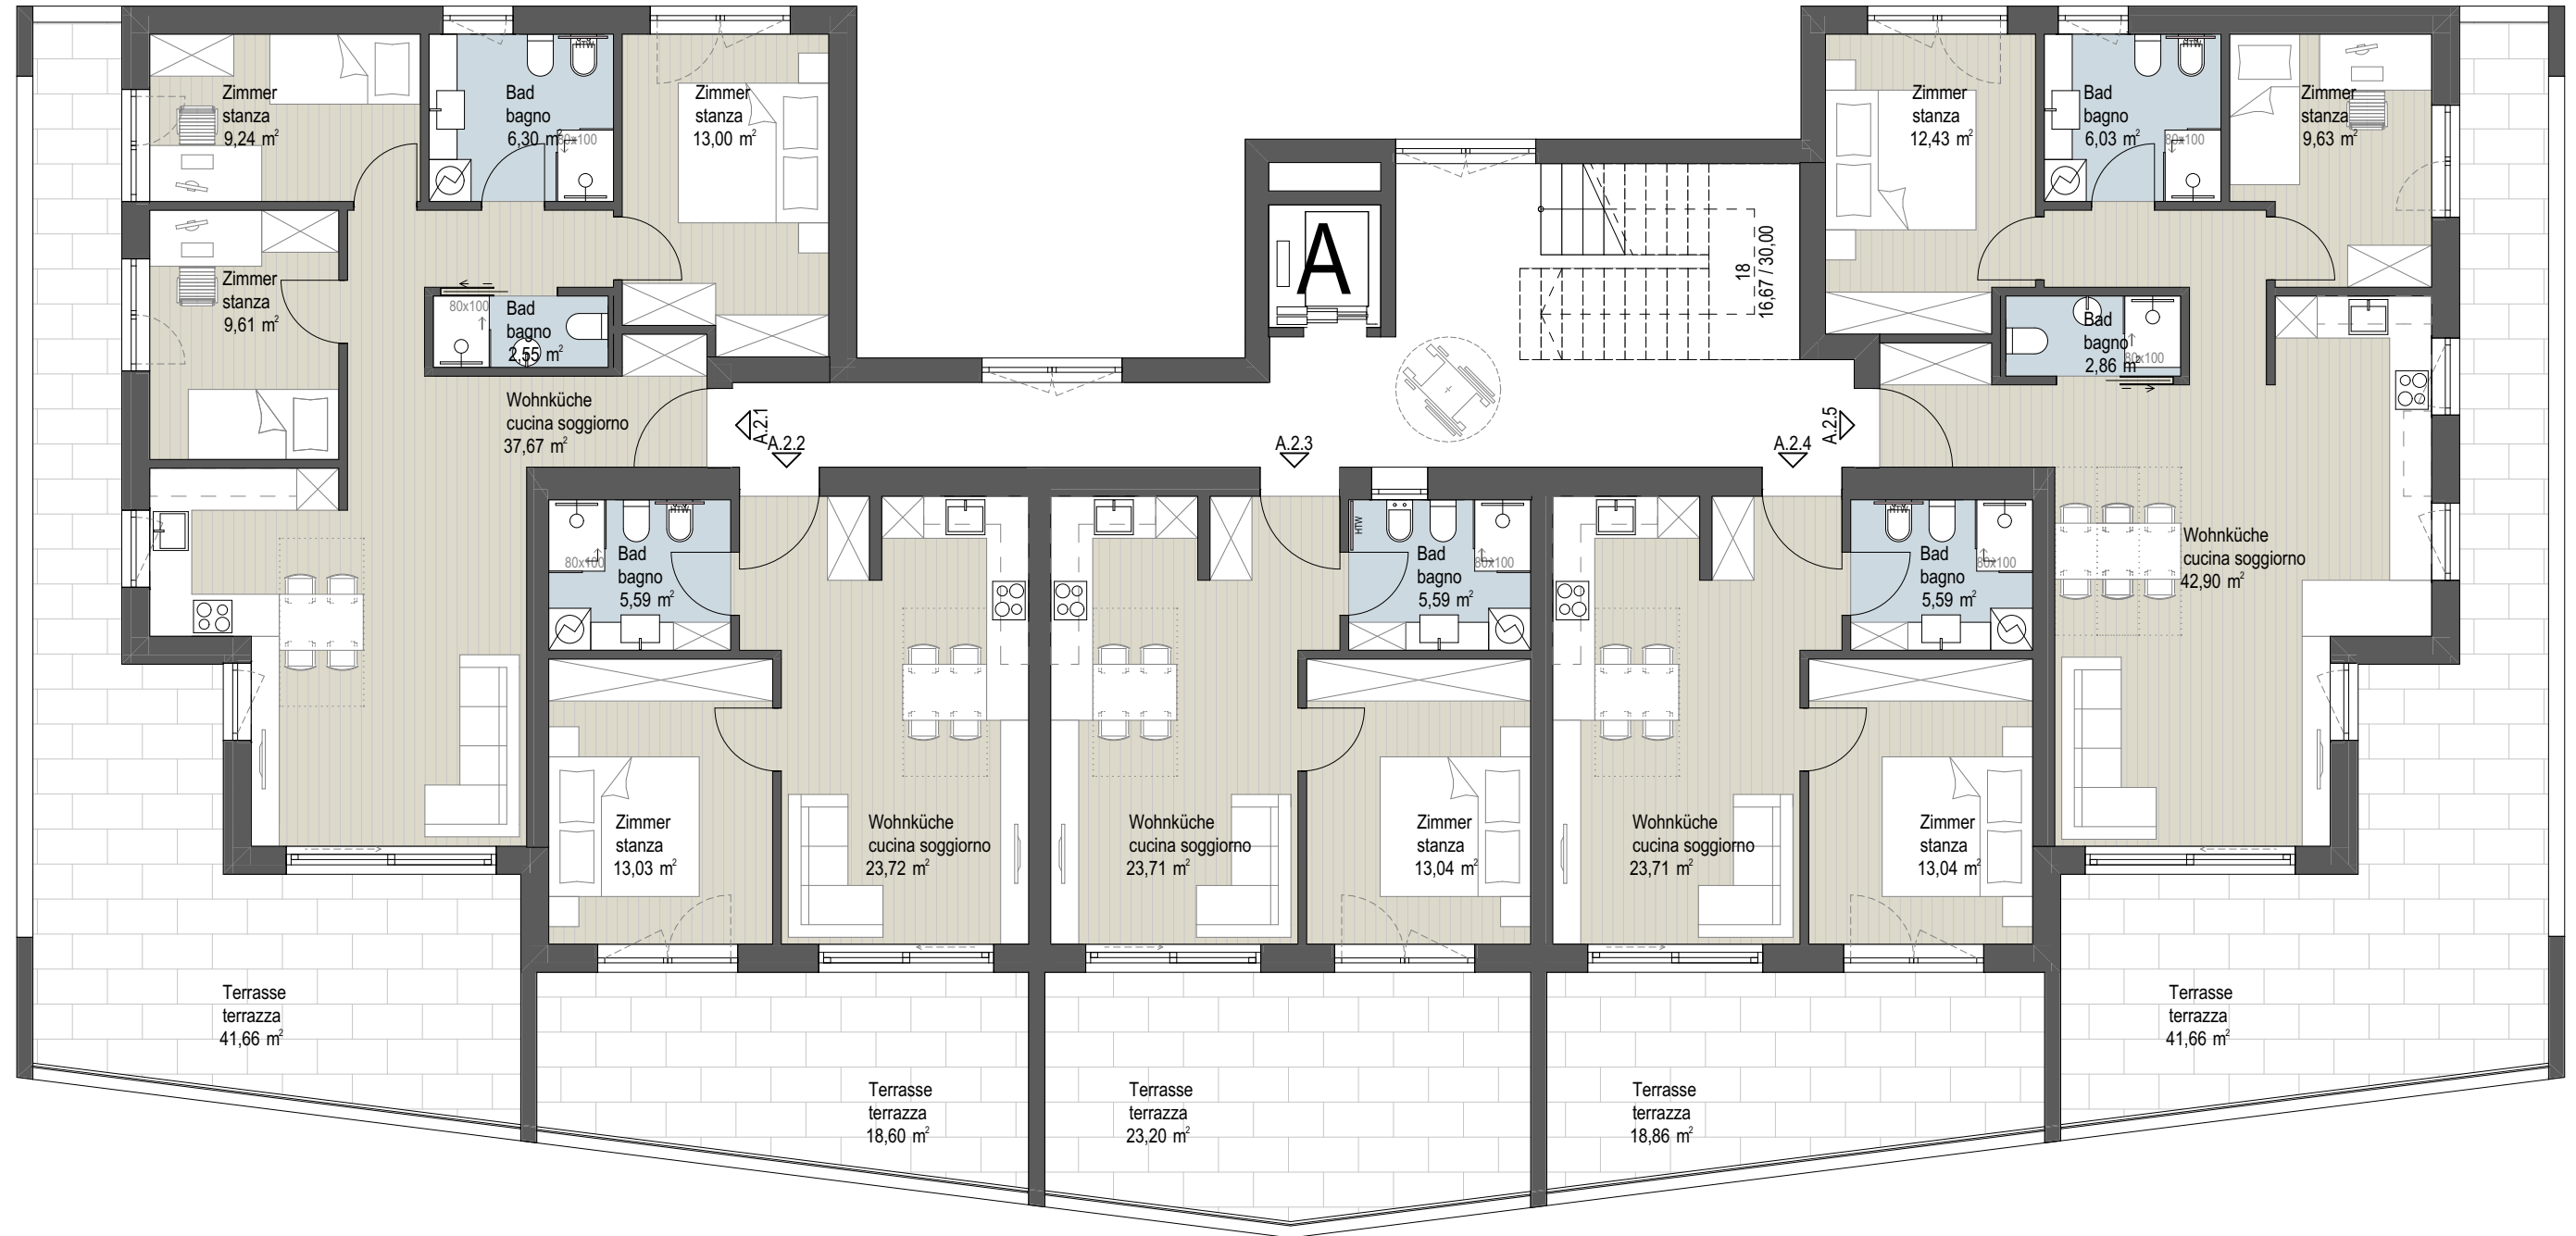 Zimmer
stanza
9,24 m²
Bad
bagno
6,30 m²
80x100
HTW
Zimmer
stanza
13,00 m²
Zimmer
stanza
9,61 m²
80x100
Bad
bagno
2,55 m²
Wohnküche
cucina soggiorno
37,67 m²
A
18
16,67 / 30,00
Zimmer
stanza
12,43 m²
Bad
bagno
6,03 m²
80x100
HTW
Zimmer
stanza
9,63 m²
Bad
bagno
2,86 m²
80x100
A.2.1
A.2.2
A.2.3
A.2.4
A.2.5
HTW
80x100
Bad
bagno
5,59 m²
HTW
Bad
bagno
5,59 m²
80x100
HTW
Bad
bagno
5,59 m²
80x100
Wohnküche
cucina soggiorno
42,90 m²
Zimmer
stanza
13,03 m²
Wohnküche
cucina soggiorno
23,72 m²
Wohnküche
cucina soggiorno
23,71 m²
Zimmer
stanza
13,04 m²
Wohnküche
cucina soggiorno
23,71 m²
Zimmer
stanza
13,04 m²
Terrasse
terrazza
41,66 m²
Terrasse
terrazza
18,60 m²
Terrasse
terrazza
23,20 m²
Terrasse
terrazza
18,86 m²
Terrasse
terrazza
41,66 m²